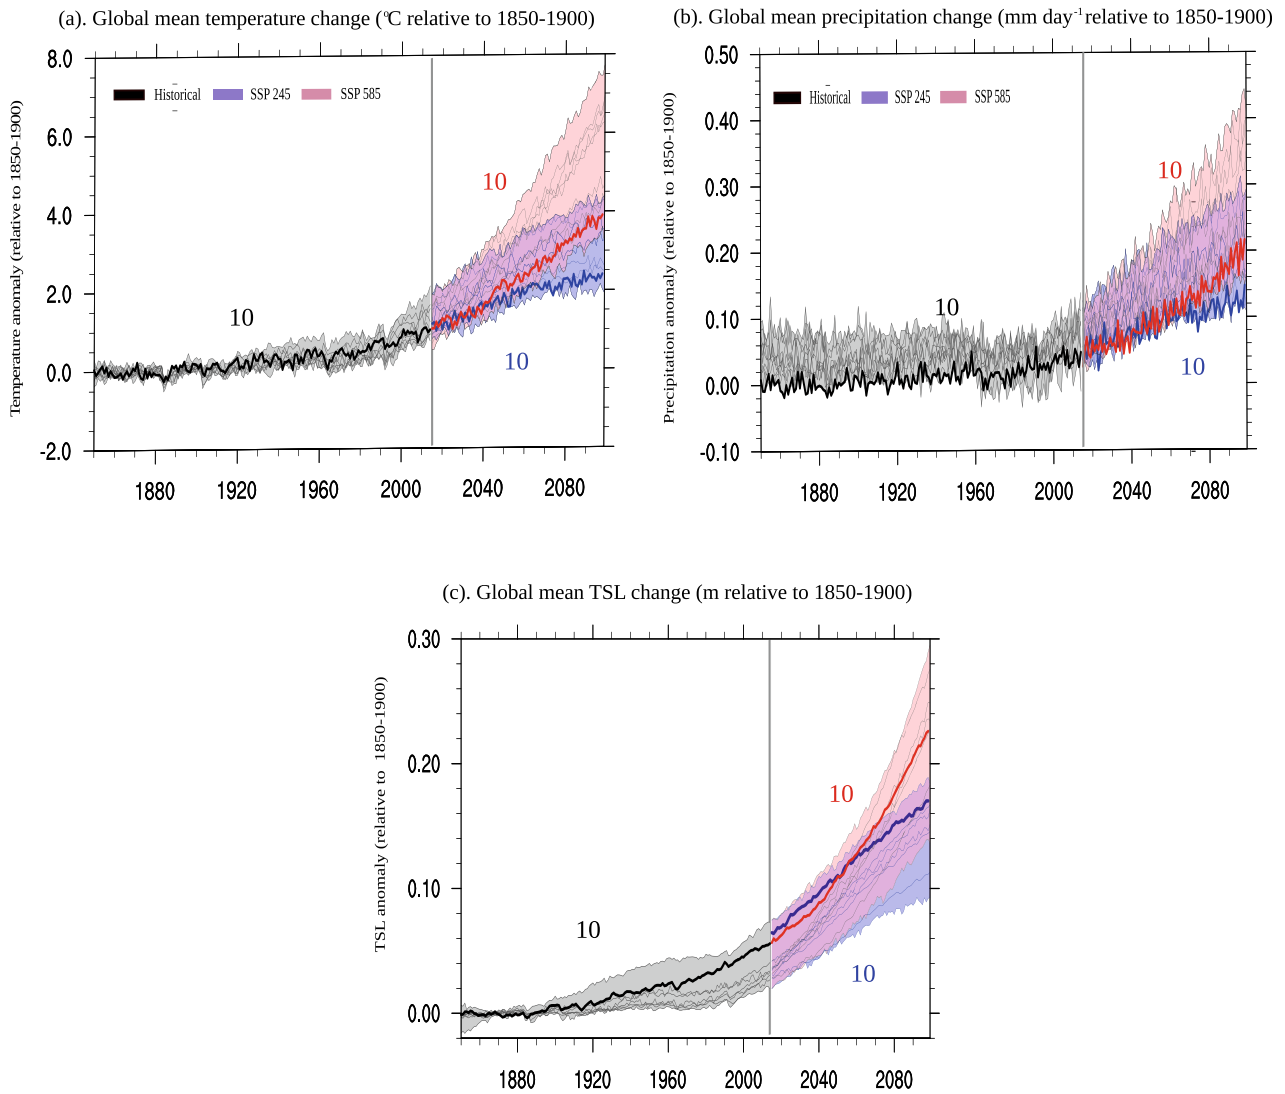 (a). Global mean temperature change (°C relative to 1850-1900)
8.0
6.0
4.0
2.0
0.0
-2.0
Temperature anomaly (relative to 1850-1900)
Historical SSP 245 SSP 585
10
10
10
1880 1920 1960 2000 2040 2080
(b). Global mean precipitation change (mm day-1 relative to 1850-1900)
0.50
0.40
0.30
0.20
0.10
0.00
-0.10
Precipitation anomaly (relative to 1850-1900)
Historical SSP 245 SSP 585
10
10
10
1880 1920 1960 2000 2040 2080
(c). Global mean TSL change (m relative to 1850-1900)
0.30
0.20
0.10
0.00
TSL anomaly (relative to 1850-1900)
10
10
10
1880 1920 1960 2000 2040 2080